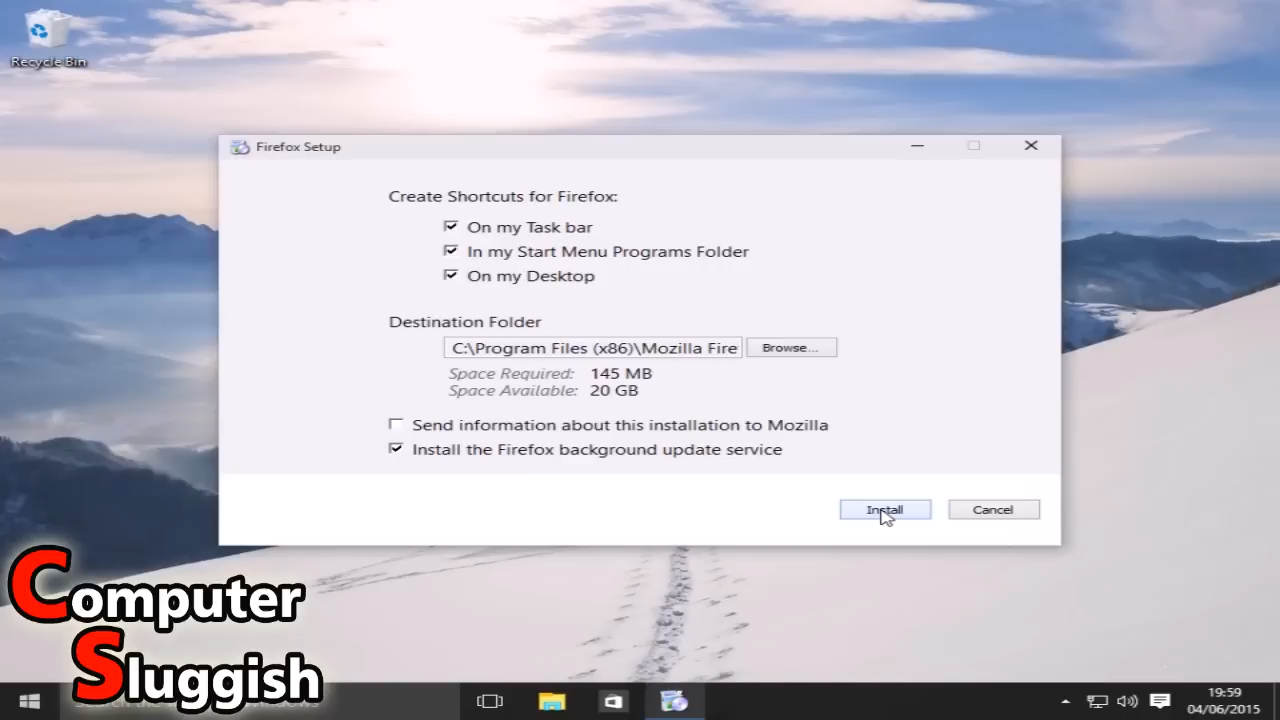 Recycle Bin
Firefox Setup
Create Shortcuts for Firefox:
On my Task bar
In my Start Menu Programs Folder
On my Desktop
Destination Folder
C:\Program Files (x86)\Mozilla Fire
Browse...
Space Required: 145 MB
Space Available: 20 GB
Send information about this installation to Mozilla
Install the Firefox background update service
Install
Cancel
Computer
Sluggish
19:59
04/06/2015